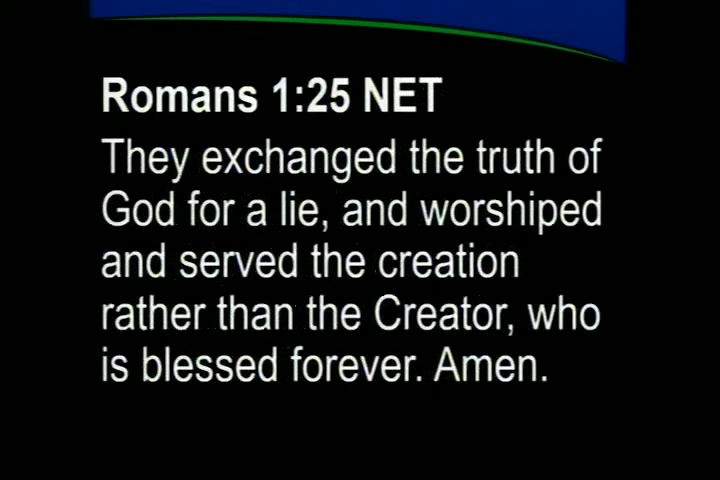 Romans 1:25 NET
They exchanged the truth of
God for a lie, and worshiped
and served the creation
rather than the Creator, who
is blessed forever. Amen.